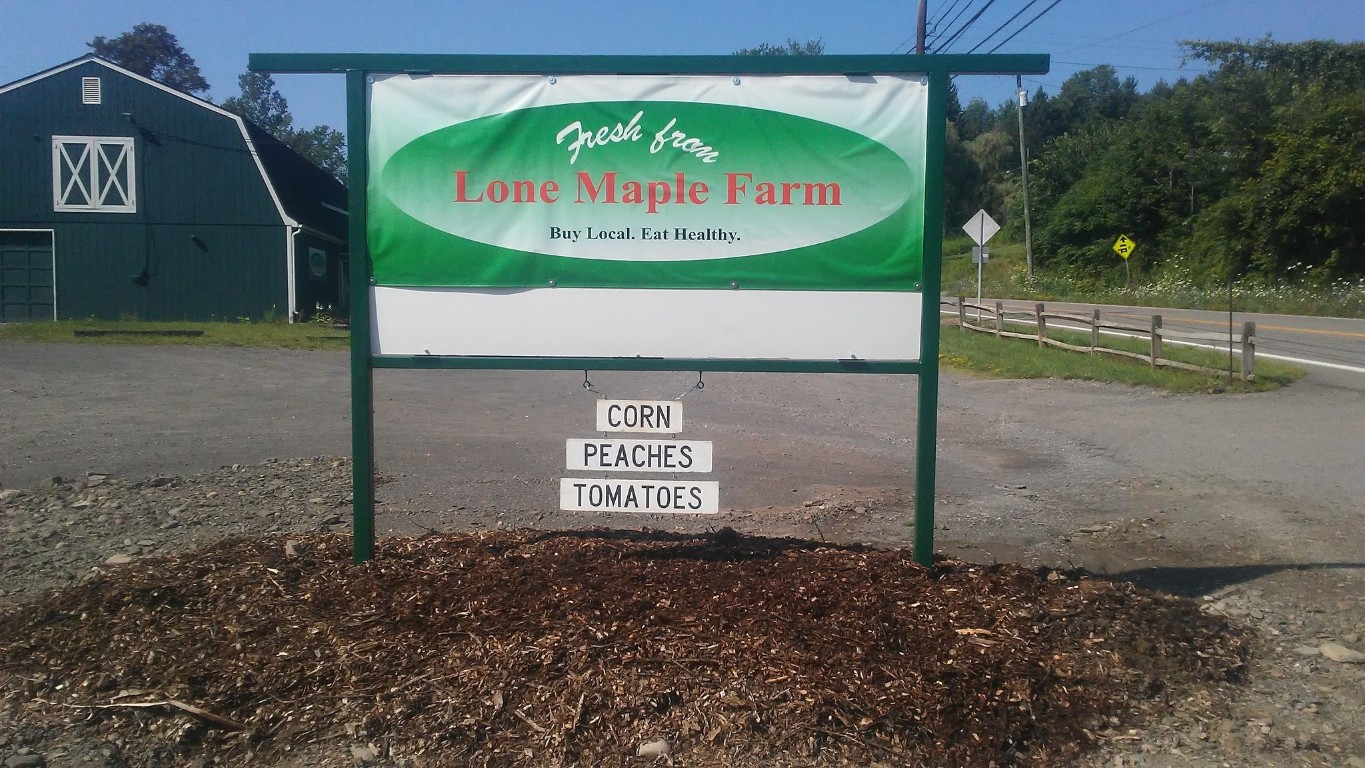 Fresh from
Lone Maple Farm
Buy Local. Eat Healthy.
CORN
PEACHES
TOMATOES